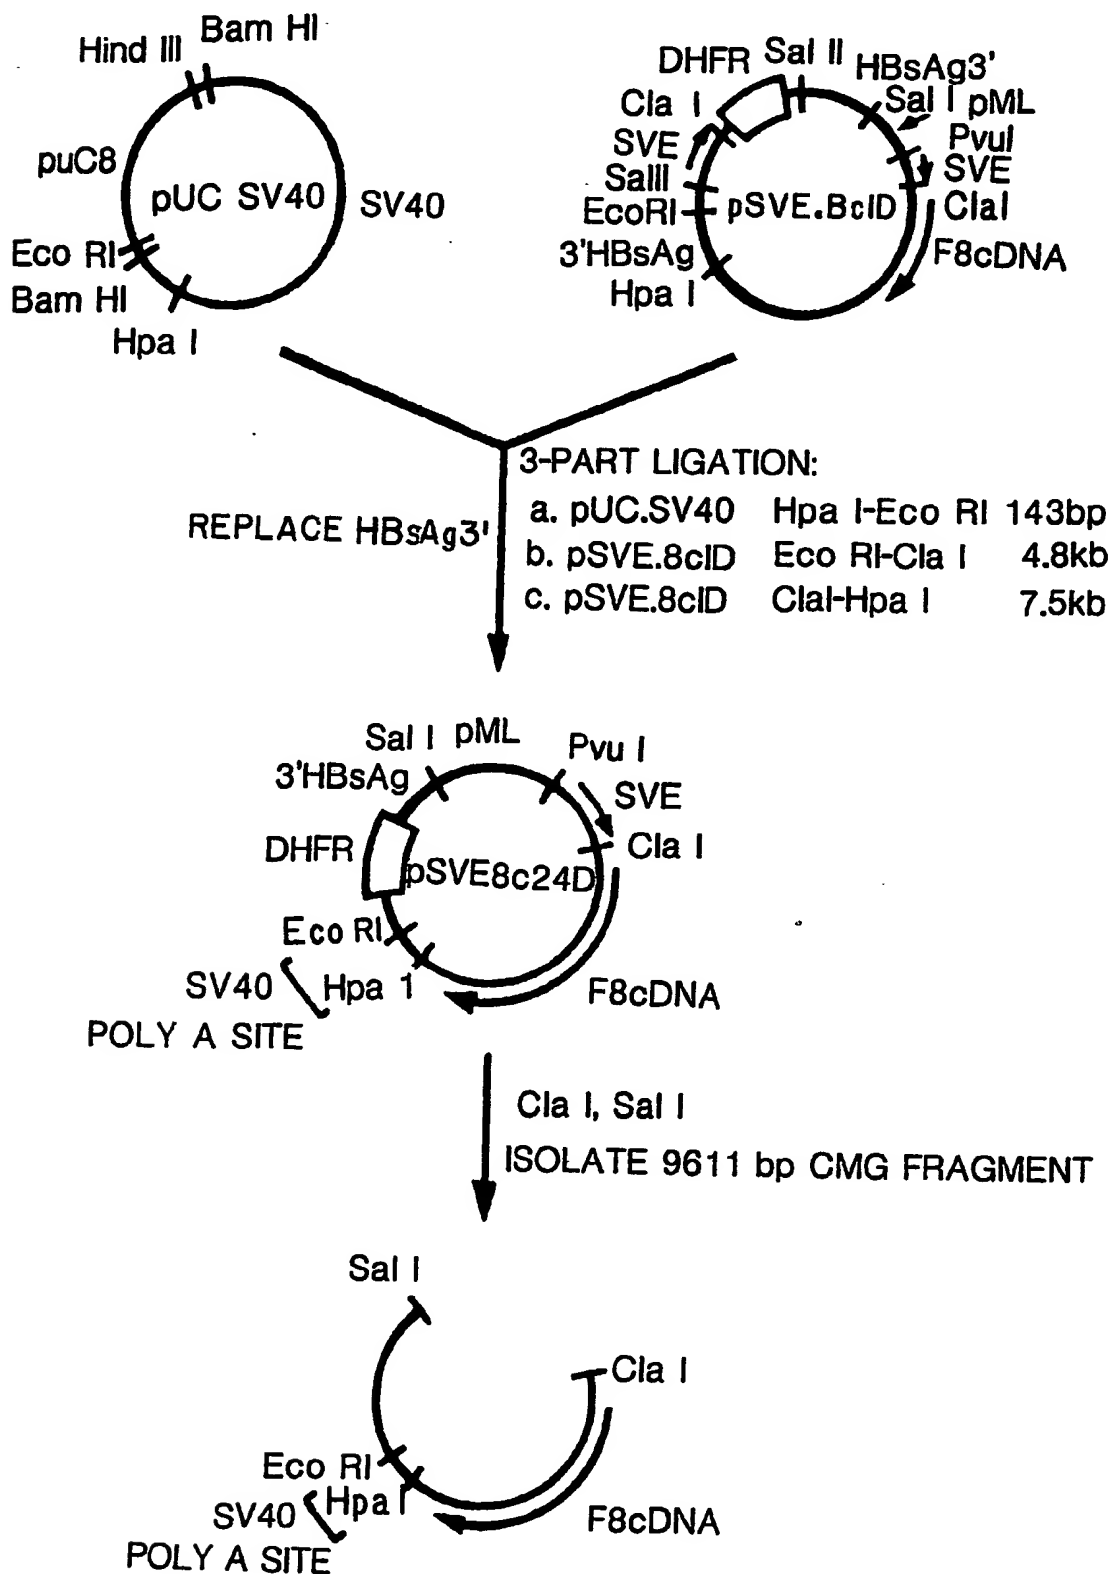 Hind III
Bam HI
puC8
pUC SV40
SV40
Eco RI
Bam HI
Hpa I
DHFR
Sal II
HBsAg3'
Cla I
Sal I
pML
SVE
PvuI
SVE
SalII
EcoRI
pSVE.BclD
ClaI
3'HBsAg
F8cDNA
Hpa I
3-PART LIGATION:
REPLACE HBsAg3'
a. pUC.SV40 Hpa I-Eco RI 143bp
b. pSVE.8clD Eco RI-Cla I 4.8kb
c. pSVE.8clD ClaI-Hpa I 7.5kb
Sal I
pML
Pvu I
3'HBsAg
SVE
DHFR
Cla I
pSVE8c24D
Eco RI
SV40
Hpa 1
F8cDNA
POLY A SITE
Cla I, Sal I
ISOLATE 9611 bp CMG FRAGMENT
Sal I
Cla I
Eco RI
SV40
Hpa I
F8cDNA
POLY A SITE